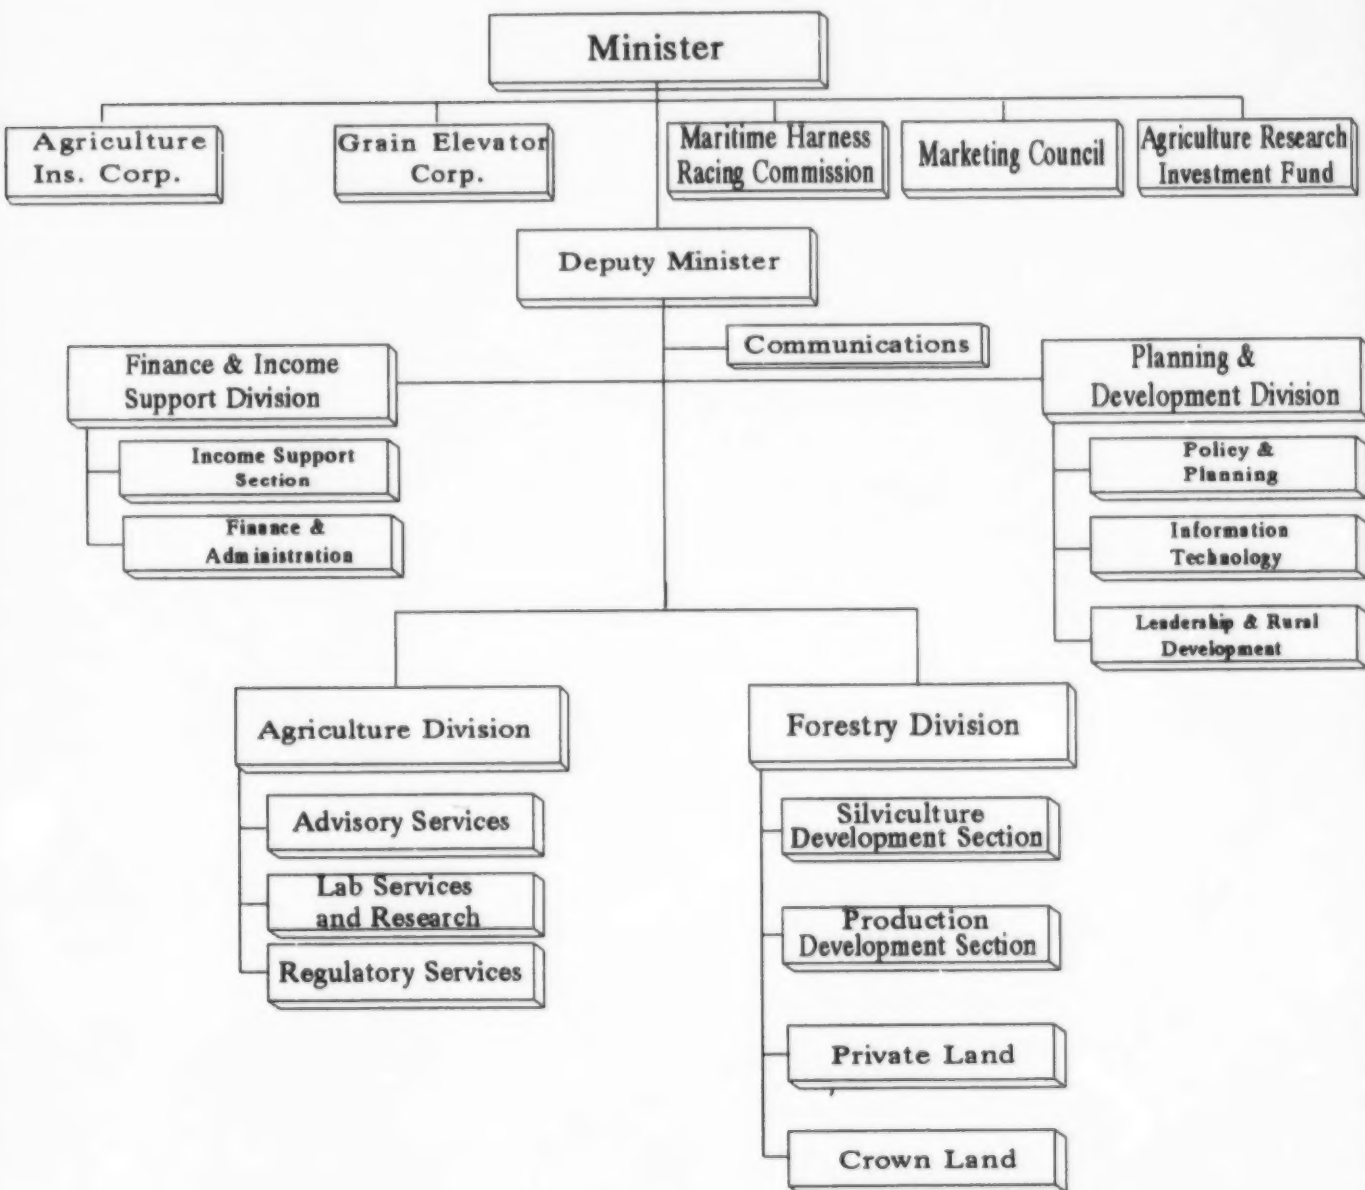 Minister
Agriculture
Ins. Corp.
Grain Elevator
Corp.
Maritime Harness
Racing Commission
Marketing Council
Agriculture Research
Investment Fund
Deputy Minister
Communications
Finance & Income
Support Division
Income Support
Section
Finance &
Administration
Planning &
Development Division
Policy &
Planning
Information
Technology
Leadership & Rural
Development
Agriculture Division
Advisory Services
Lab Services
and Research
Regulatory Services
Forestry Division
Silviculture
Development Section
Production
Development Section
Private Land
Crown Land